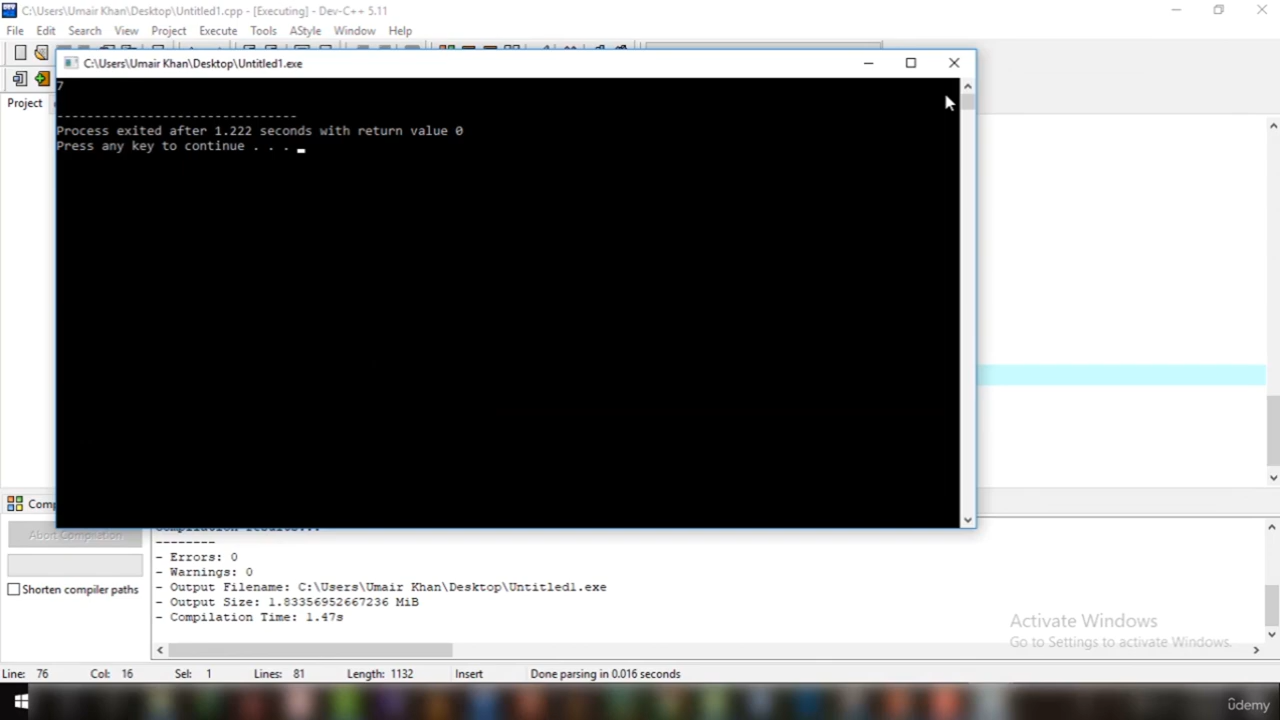 C:\Users\Umair Khan\Desktop\Untitled1.cpp - [Executing] - Dev-C++ 5.11
File Edit Search View Project Execute Tools AStyle Window Help
C:\Users\Umair Khan\Desktop\Untitled1.exe
Project
7
--------------------------------
Process exited after 1.222 seconds with return value 0
Press any key to continue . . .
Abort Compilation
Shorten compiler paths
--------
- Errors: 0
- Warnings: 0
- Output Filename: C:\Users\Umair Khan\Desktop\Untitled1.exe
- Output Size: 1.83356952667236 MiB
- Compilation Time: 1.47s
Activate Windows
Go to Settings to activate Windows.
Line: 76 Col: 16 Sel: 1 Lines: 81 Length: 1132 Insert Done parsing in 0.016 seconds
ûdemy